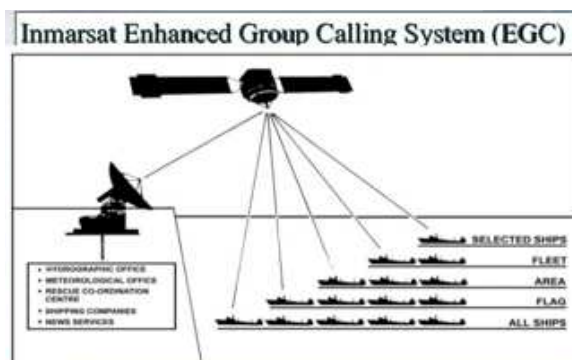 Inmarsat Enhanced Group Calling System (EGC)
SELECTED SHIPS
FLEET
AREA
FLAG
ALL SHIPS
• HYDROGRAPHIC OFFICE
• METEOROLOGICAL OFFICE
• RESCUE CO-ORDINATION
CENTRE
• SHIPPING COMPANIES
• NEWS SERVICES